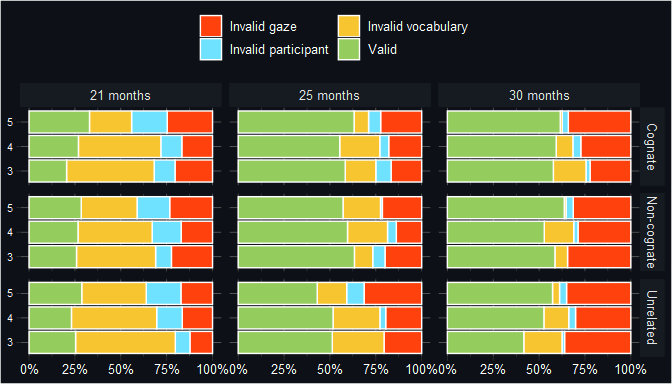 Invalid gaze Invalid vocabulary
Invalid participant Valid
21 months 25 months 30 months
5
4
3
Cognate
5
4
3
Non-cognate
5
4
3
Unrelated
0% 25% 50% 75% 100% 0% 25% 50% 75% 100% 0% 25% 50% 75% 100%